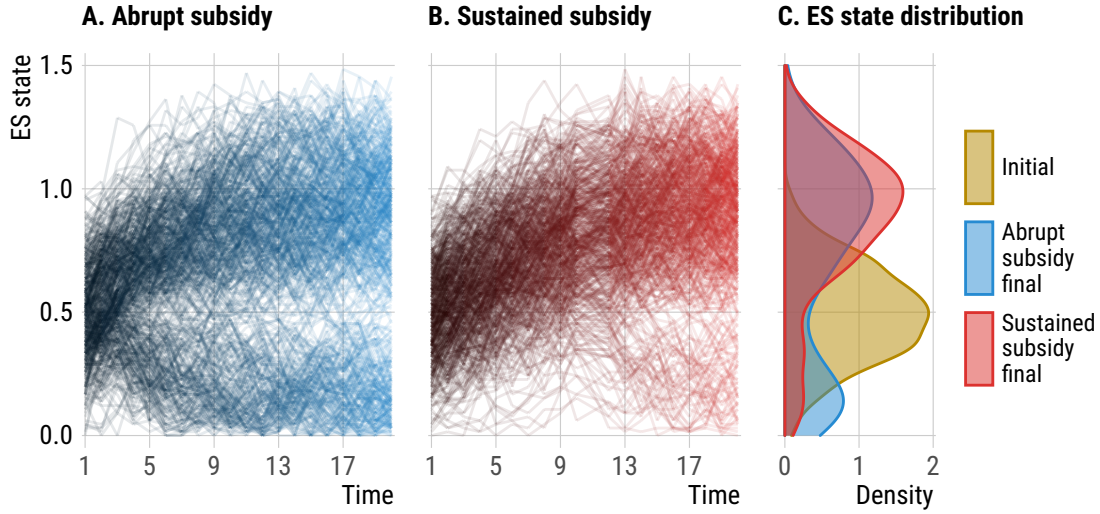 A. Abrupt subsidy
B. Sustained subsidy
C. ES state distribution
ES state
1.5
1.0
0.5
0.0
1 5 9 13 17
Time
1 5 9 13 17
Time
0 1 2
Density
Initial
Abrupt
subsidy
final
Sustained
subsidy
final